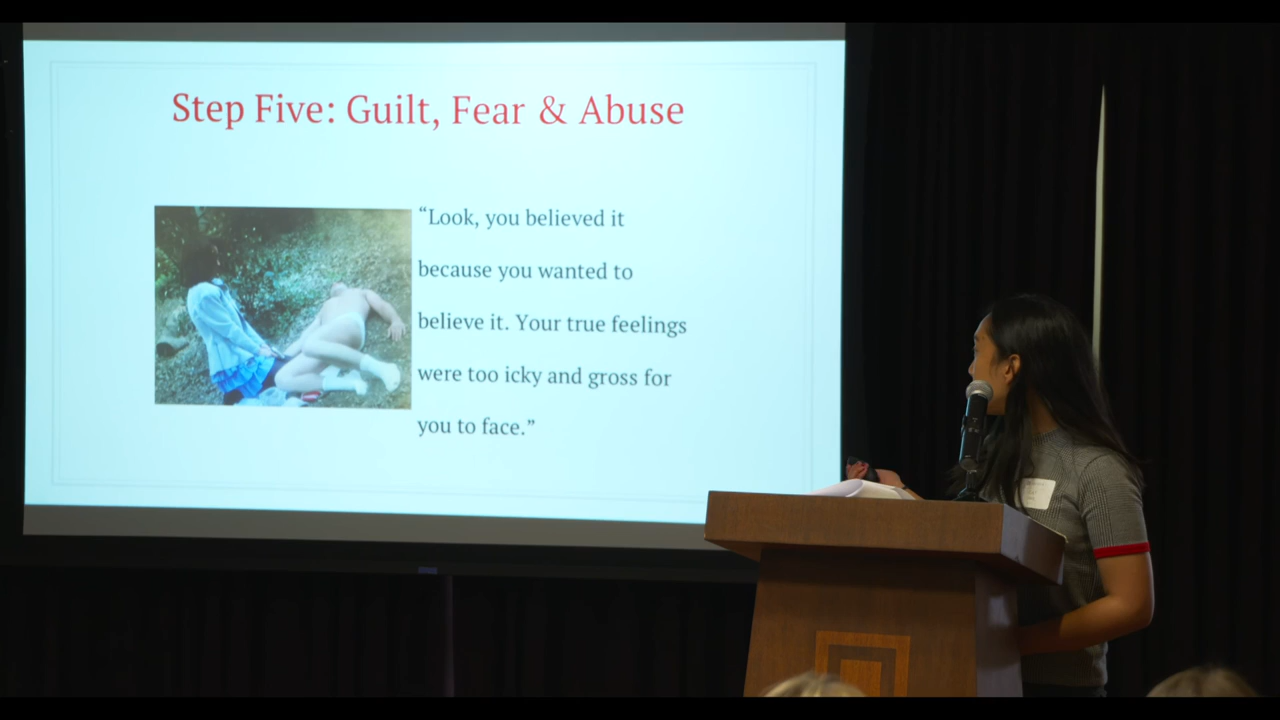 Step Five: Guilt, Fear & Abuse
“Look, you believed it
because you wanted to
believe it. Your true feelings
were too icky and gross for
you to face.”